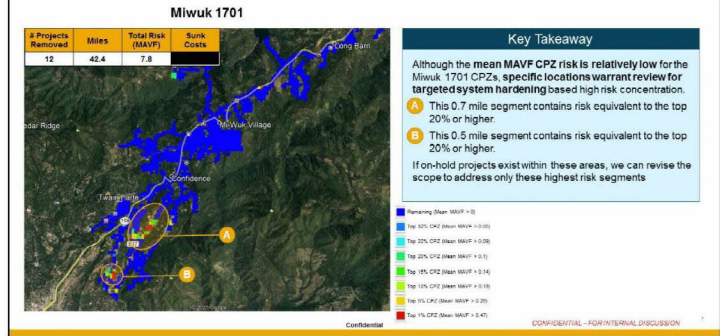 Miwuk 1701
# Projects Removed Miles Total Risk (MAVF) Sunk Costs
12 42.4 7.8
Long Barn
Mi-Wuk Village
edar Ridge
Confidence
Twain Harte
A
B
Key Takeaway
Although the mean MAVF CPZ risk is relatively low for the
Miwuk 1701 CPZs, specific locations warrant review for
targeted system hardening based high risk concentration.
A This 0.7 mile segment contains risk equivalent to the top
20% or higher.
B This 0.5 mile segment contains risk equivalent to the top
20% or higher.
If on-hold projects exist within these areas, we can revise the
scope to address only these highest risk segments
Remaining (Mean MAVF > 0)
(Mean MAVF > 0.05)
(Mean MAVF > 0.09)
Top 20% CPZ (Mean MAVF > 0.1)
Top 15% CPZ (Mean MAVF > 0.14)
Top 10% CPZ (Mean MAVF > 0.19)
Top 5% CPZ (Mean MAVF > 0.26)
Top 1% CPZ (Mean MAVF > 0.47)
Confidential
CONFIDENTIAL - FOR INTERNAL DISCUSSION